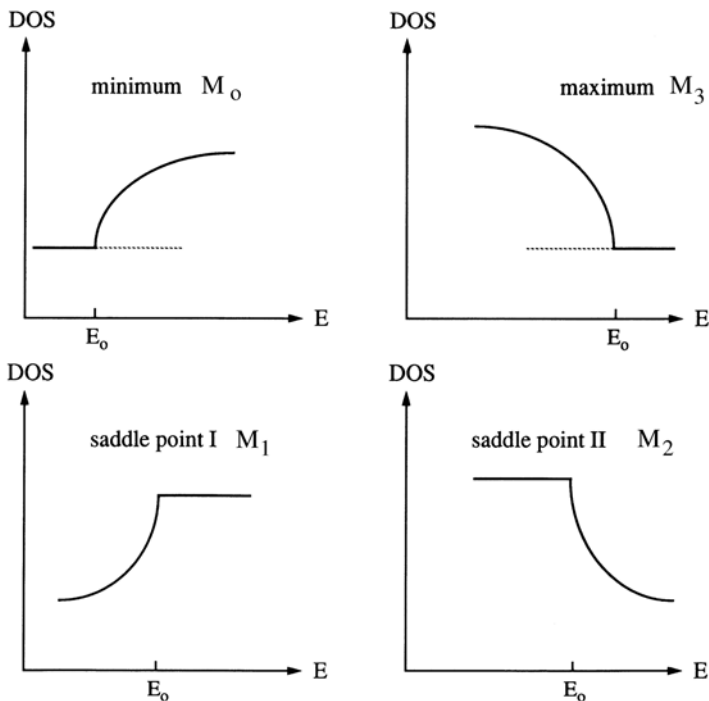 DOS
minimum M₀
E
E₀
DOS
maximum M₃
E
E₀
DOS
saddle point I M₁
E
E₀
DOS
saddle point II M₂
E
E₀